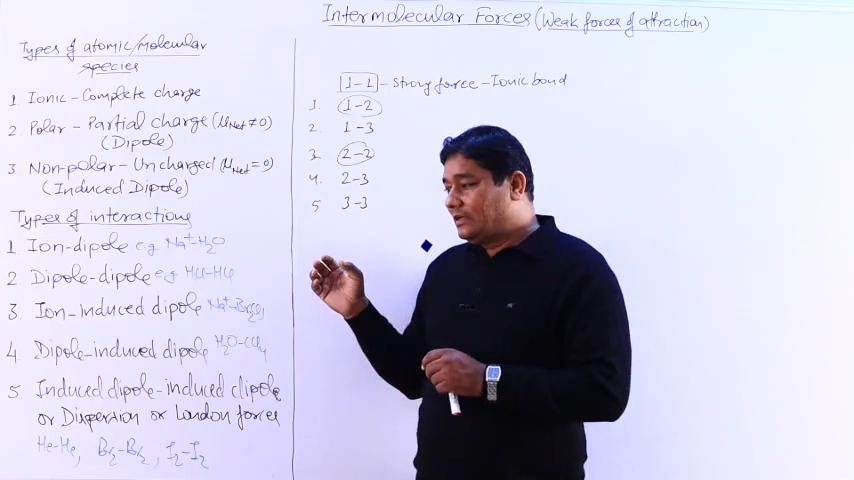 Intermolecular Forces (Weak forces of attraction)
Types of atomic/molecular
species
1 Ionic - Complete charge
2 Polar - Partial charge (μNet ≠ 0)
(Dipole)
3 Non-polar - Uncharged (μNet = 0)
(Induced Dipole)
Types of interactions
1 Ion-dipole e.g Na⁺-H₂O
2 Dipole-dipole e.g HCl-HCl
3. Ion-induced dipole Na⁺-
4 Dipole-induced dipole H₂O-CCl₄
5 Induced dipole-induced dipole
or Dispersion or London forces
He-He, Br₂-Br₂, I₂-I₂
1-1 - Strong force - Ionic bond
1. 1-2
2. 1-3
3. 2-2
4. 2-3
5 3-3